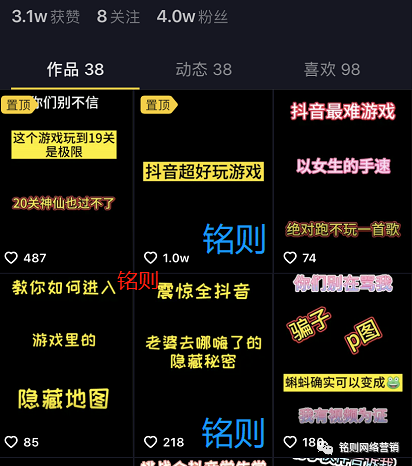 3.1w获赞 8关注 4.0w粉丝
作品 38 动态 38 喜欢 98
置顶
你们别不信
这个游戏玩到19关
是极限
20关神仙也过不了
487
置顶
抖音超好玩游戏
铭则
1.0w
抖音最难游戏
以女生的手速
绝对跑不玩一首歌
74
铭则
教你如何进入
游戏里的
隐藏地图
85
震惊全抖音
老婆去哪嗨了的
隐藏秘密
铭则
218
你们别在骂我
骗子
p图
蝌蚪确实可以变成
我有视频为证
铭则网络营销